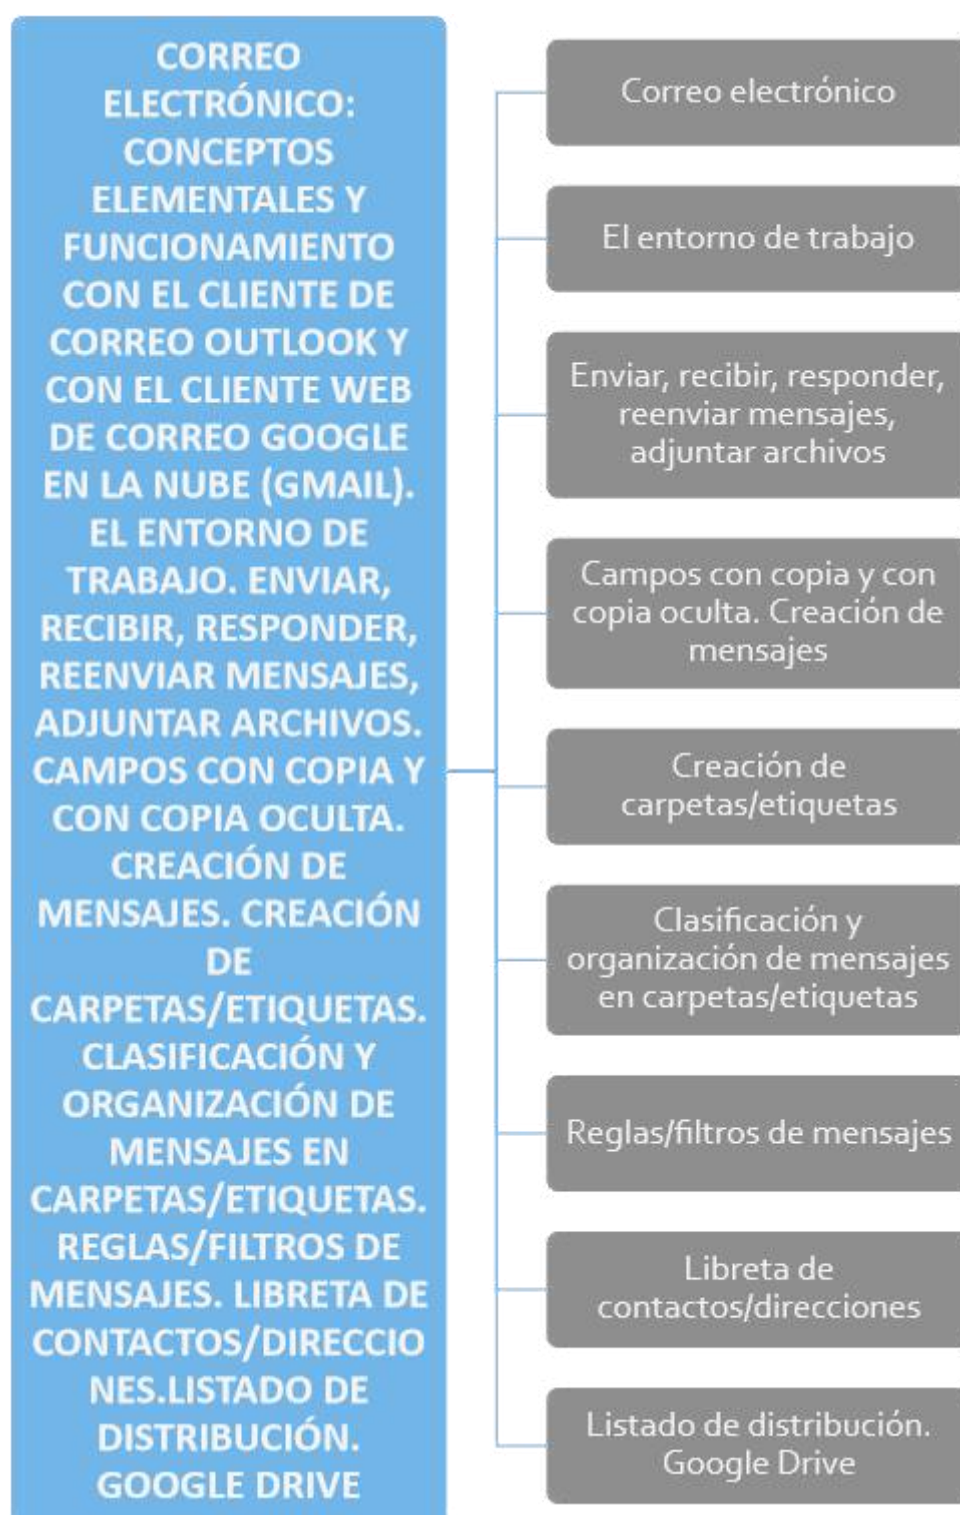 CORREO
ELECTRÓNICO:
CONCEPTOS
ELEMENTALES Y
FUNCIONAMIENTO
CON EL CLIENTE DE
CORREO OUTLOOK Y
CON EL CLIENTE WEB
DE CORREO GOOGLE
EN LA NUBE (GMAIL).
EL ENTORNO DE
TRABAJO. ENVIAR,
RECIBIR, RESPONDER,
REENVIAR MENSAJES,
ADJUNTAR ARCHIVOS.
CAMPOS CON COPIA Y
CON COPIA OCULTA.
CREACIÓN DE
MENSAJES. CREACIÓN
DE
CARPETAS/ETIQUETAS.
CLASIFICACIÓN Y
ORGANIZACIÓN DE
MENSAJES EN
CARPETAS/ETIQUETAS.
REGLAS/FILTROS DE
MENSAJES. LIBRETA DE
CONTACTOS/DIRECCIO
NES.LISTADO DE
DISTRIBUCIÓN.
GOOGLE DRIVE
Correo electrónico
El entorno de trabajo
Enviar, recibir, responder,
reenviar mensajes,
adjuntar archivos
Campos con copia y con
copia oculta. Creación de
mensajes
Creación de
carpetas/etiquetas
Clasificación y
organización de mensajes
en carpetas/etiquetas
Reglas/filtros de mensajes
Libreta de
contactos/direcciones
Listado de distribución.
Google Drive